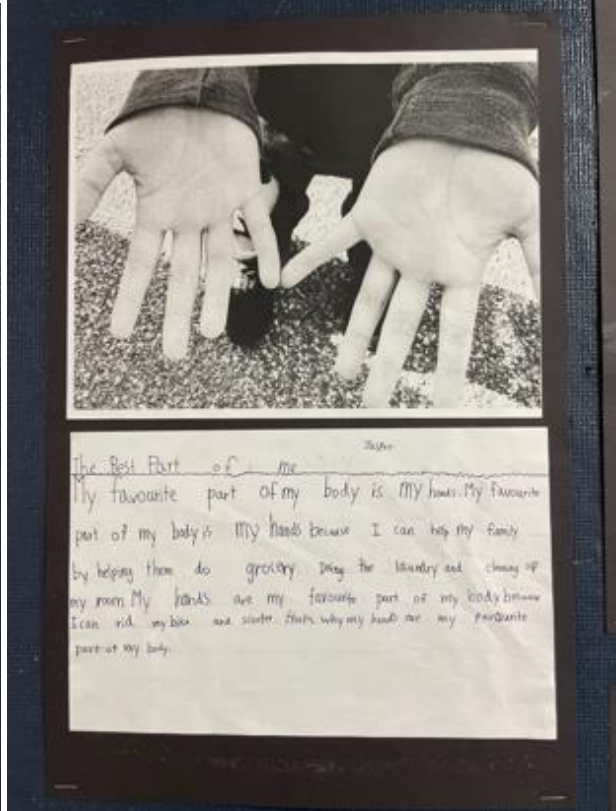 The Best Part of me
My favourite part of my body is my hands. My favourite
part of my body is my hands because I can help my family
by helping them do grocery Doing the laundry and cleaning up
my room My hands are my favourite part of my body because
I can rid my bike and scooter thats why my hands are my favourite
part of my body.